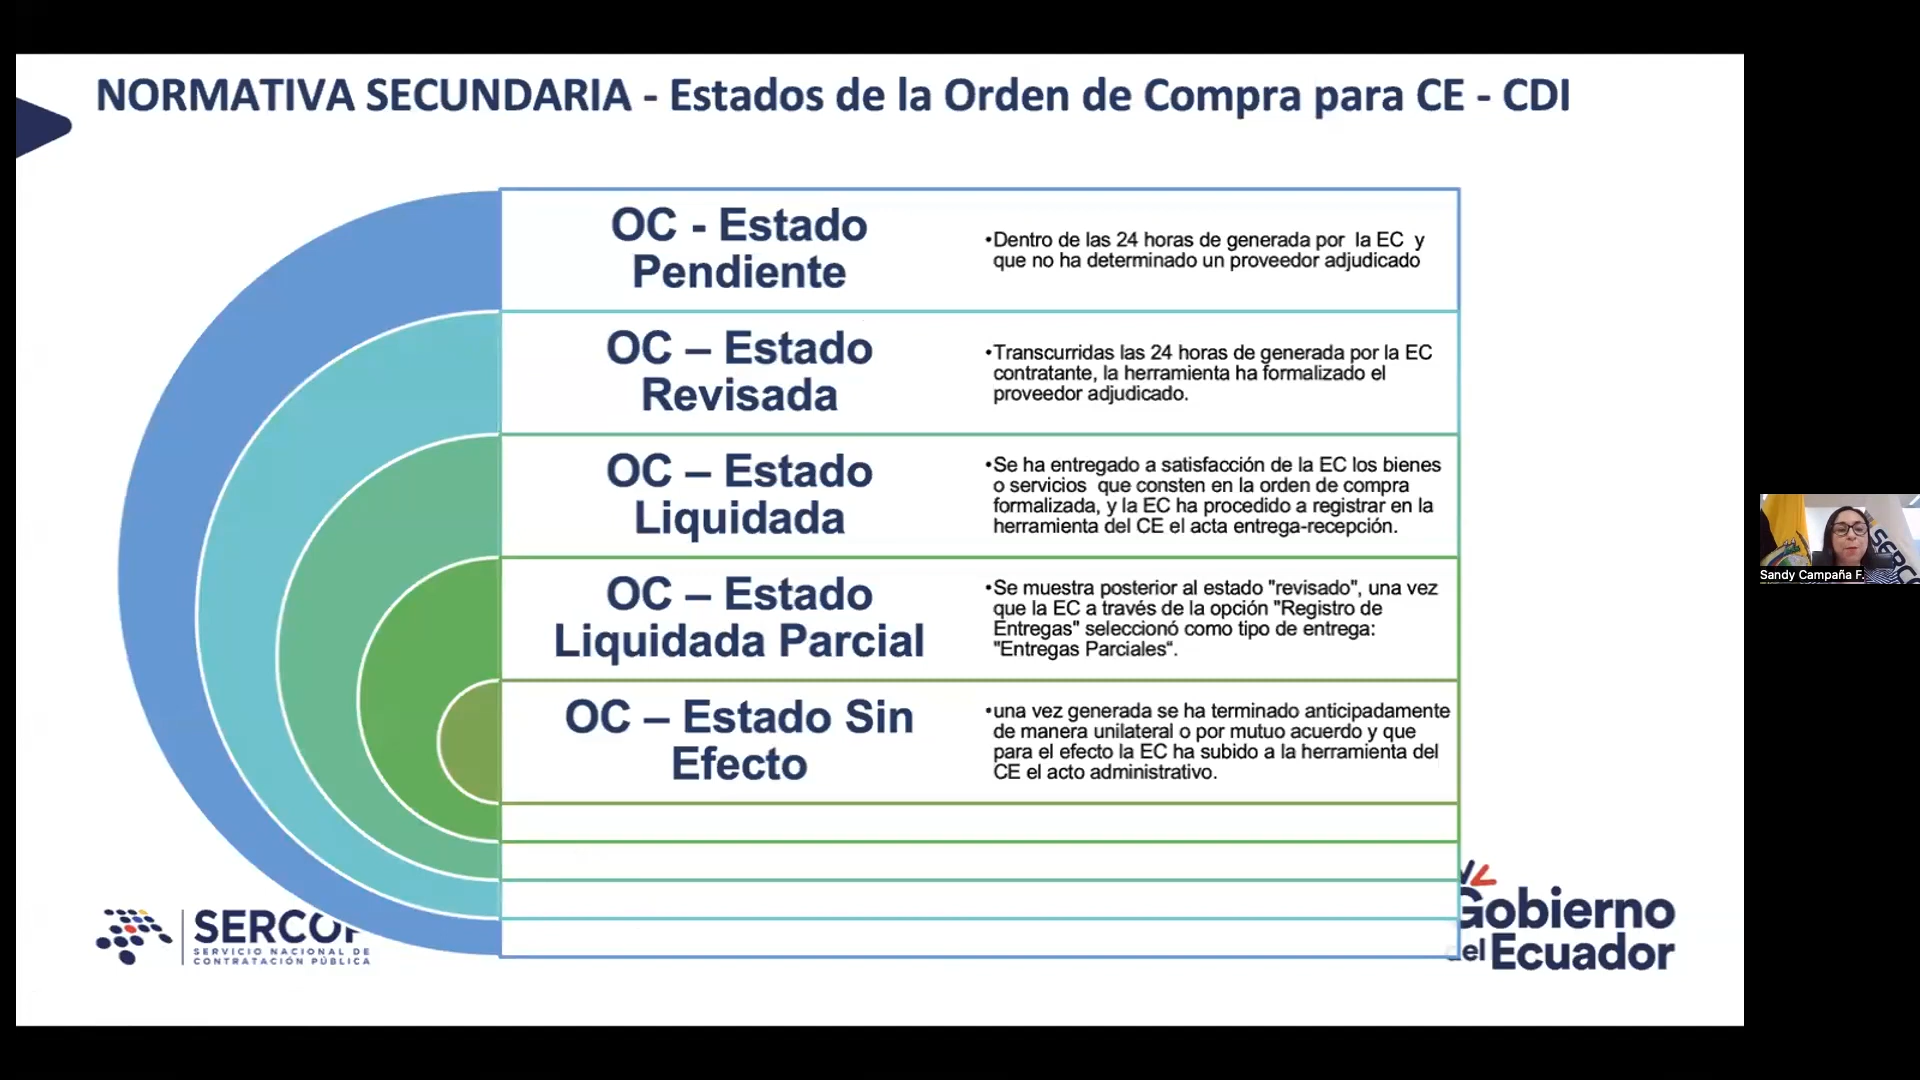 NORMATIVA SECUNDARIA - Estados de la Orden de Compra para CE - CDI
OC - Estado
Pendiente
•Dentro de las 24 horas de generada por  la EC  y
que no ha determinado un proveedor adjudicado
OC – Estado
Revisada
•Transcurridas las 24 horas de generada por la EC
contratante, la herramienta ha formalizado el
proveedor adjudicado.
OC – Estado
Liquidada
•Se ha entregado a satisfacción de la EC los bienes
o servicios  que consten en la orden de compra
formalizada, y la EC ha procedido a registrar en la
herramienta del CE el acta entrega-recepción.
OC – Estado
Liquidada Parcial
•Se muestra posterior al estado "revisado", una vez
que la EC a través de la opción "Registro de
Entregas" seleccionó como tipo de entrega:
"Entregas Parciales“.
OC – Estado Sin
Efecto
•una vez generada se ha terminado anticipadamente
de manera unilateral o por mutuo acuerdo y que
para el efecto la EC ha subido a la herramienta del
CE el acto administrativo.
SERCOP
SERVICIO NACIONAL DE
CONTRATACIÓN PÚBLICA
Gobierno
del Ecuador
SERCO
Sandy Campaña F.